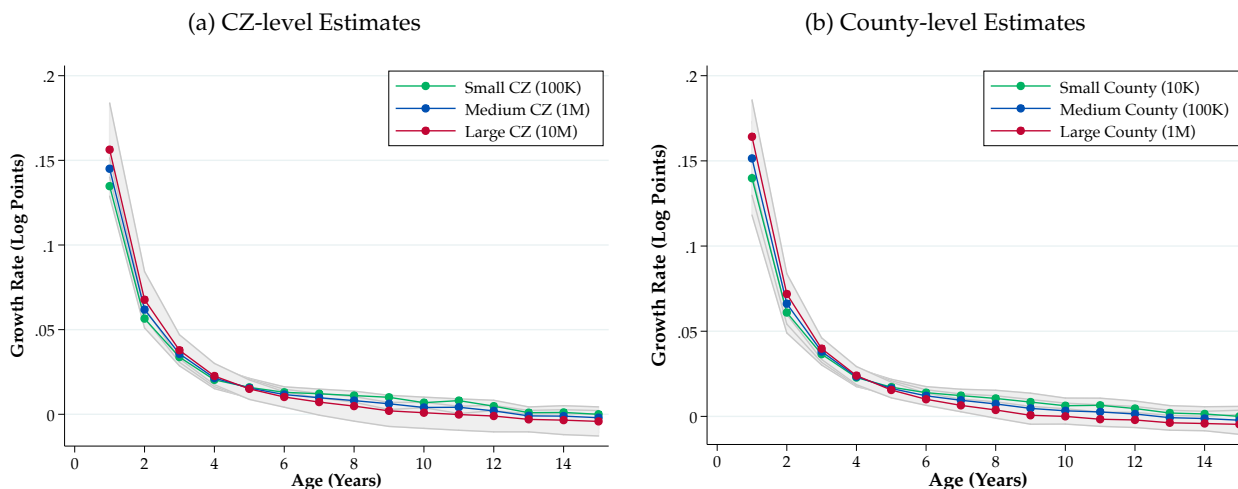 (a) CZ-level Estimates
.2
.15
.1
.05
0
Growth Rate (Log Points)
Small CZ (100K)
Medium CZ (1M)
Large CZ (10M)
0 2 4 6 8 10 12 14
Age (Years)
(b) County-level Estimates
.2
.15
.1
.05
0
Growth Rate (Log Points)
Small County (10K)
Medium County (100K)
Large County (1M)
0 2 4 6 8 10 12 14
Age (Years)